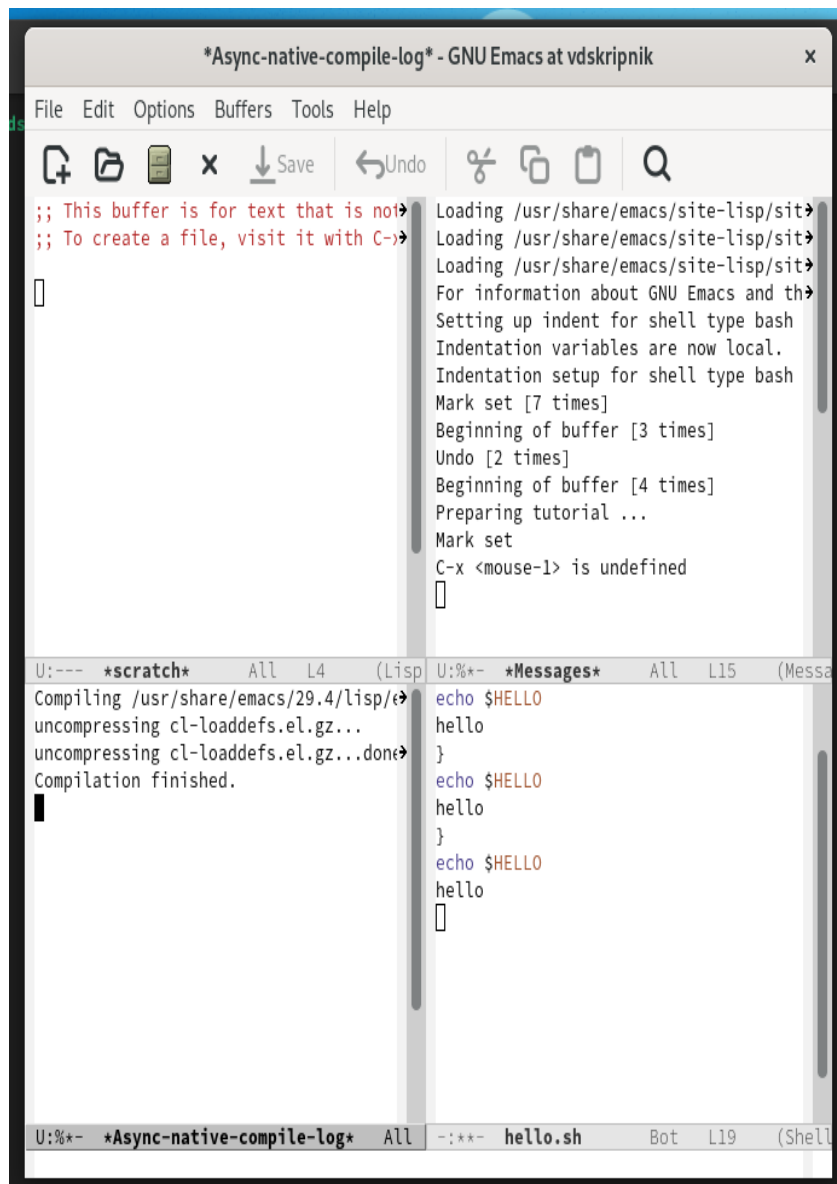 *Async-native-compile-log* - GNU Emacs at vdskripnik x
ds
File Edit Options Buffers Tools Help
Save Undo
;; This buffer is for text that is not
;; To create a file, visit it with C-x
U:--- *scratch* All L4 (Lisp
Loading /usr/share/emacs/site-lisp/sit
Loading /usr/share/emacs/site-lisp/sit
Loading /usr/share/emacs/site-lisp/sit
For information about GNU Emacs and th
Setting up indent for shell type bash
Indentation variables are now local.
Indentation setup for shell type bash
Mark set [7 times]
Beginning of buffer [3 times]
Undo [2 times]
Beginning of buffer [4 times]
Preparing tutorial ...
Mark set
C-x <mouse-1> is undefined
U:%*- *Messages* All L15 (Messa
Compiling /usr/share/emacs/29.4/lisp/e
uncompressing cl-loaddefs.el.gz...
uncompressing cl-loaddefs.el.gz...done
Compilation finished.
U:%*- *Async-native-compile-log* All
echo $HELLO
hello
}
echo $HELLO
hello
}
echo $HELLO
hello
-:**- hello.sh Bot L19 (Shell